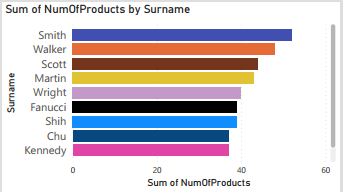 Sum of NumOfProducts by Surname
Surname
Smith
Walker
Scott
Martin
Wright
Fanucci
Shih
Chu
Kennedy
0 20 40 60
Sum of NumOfProducts